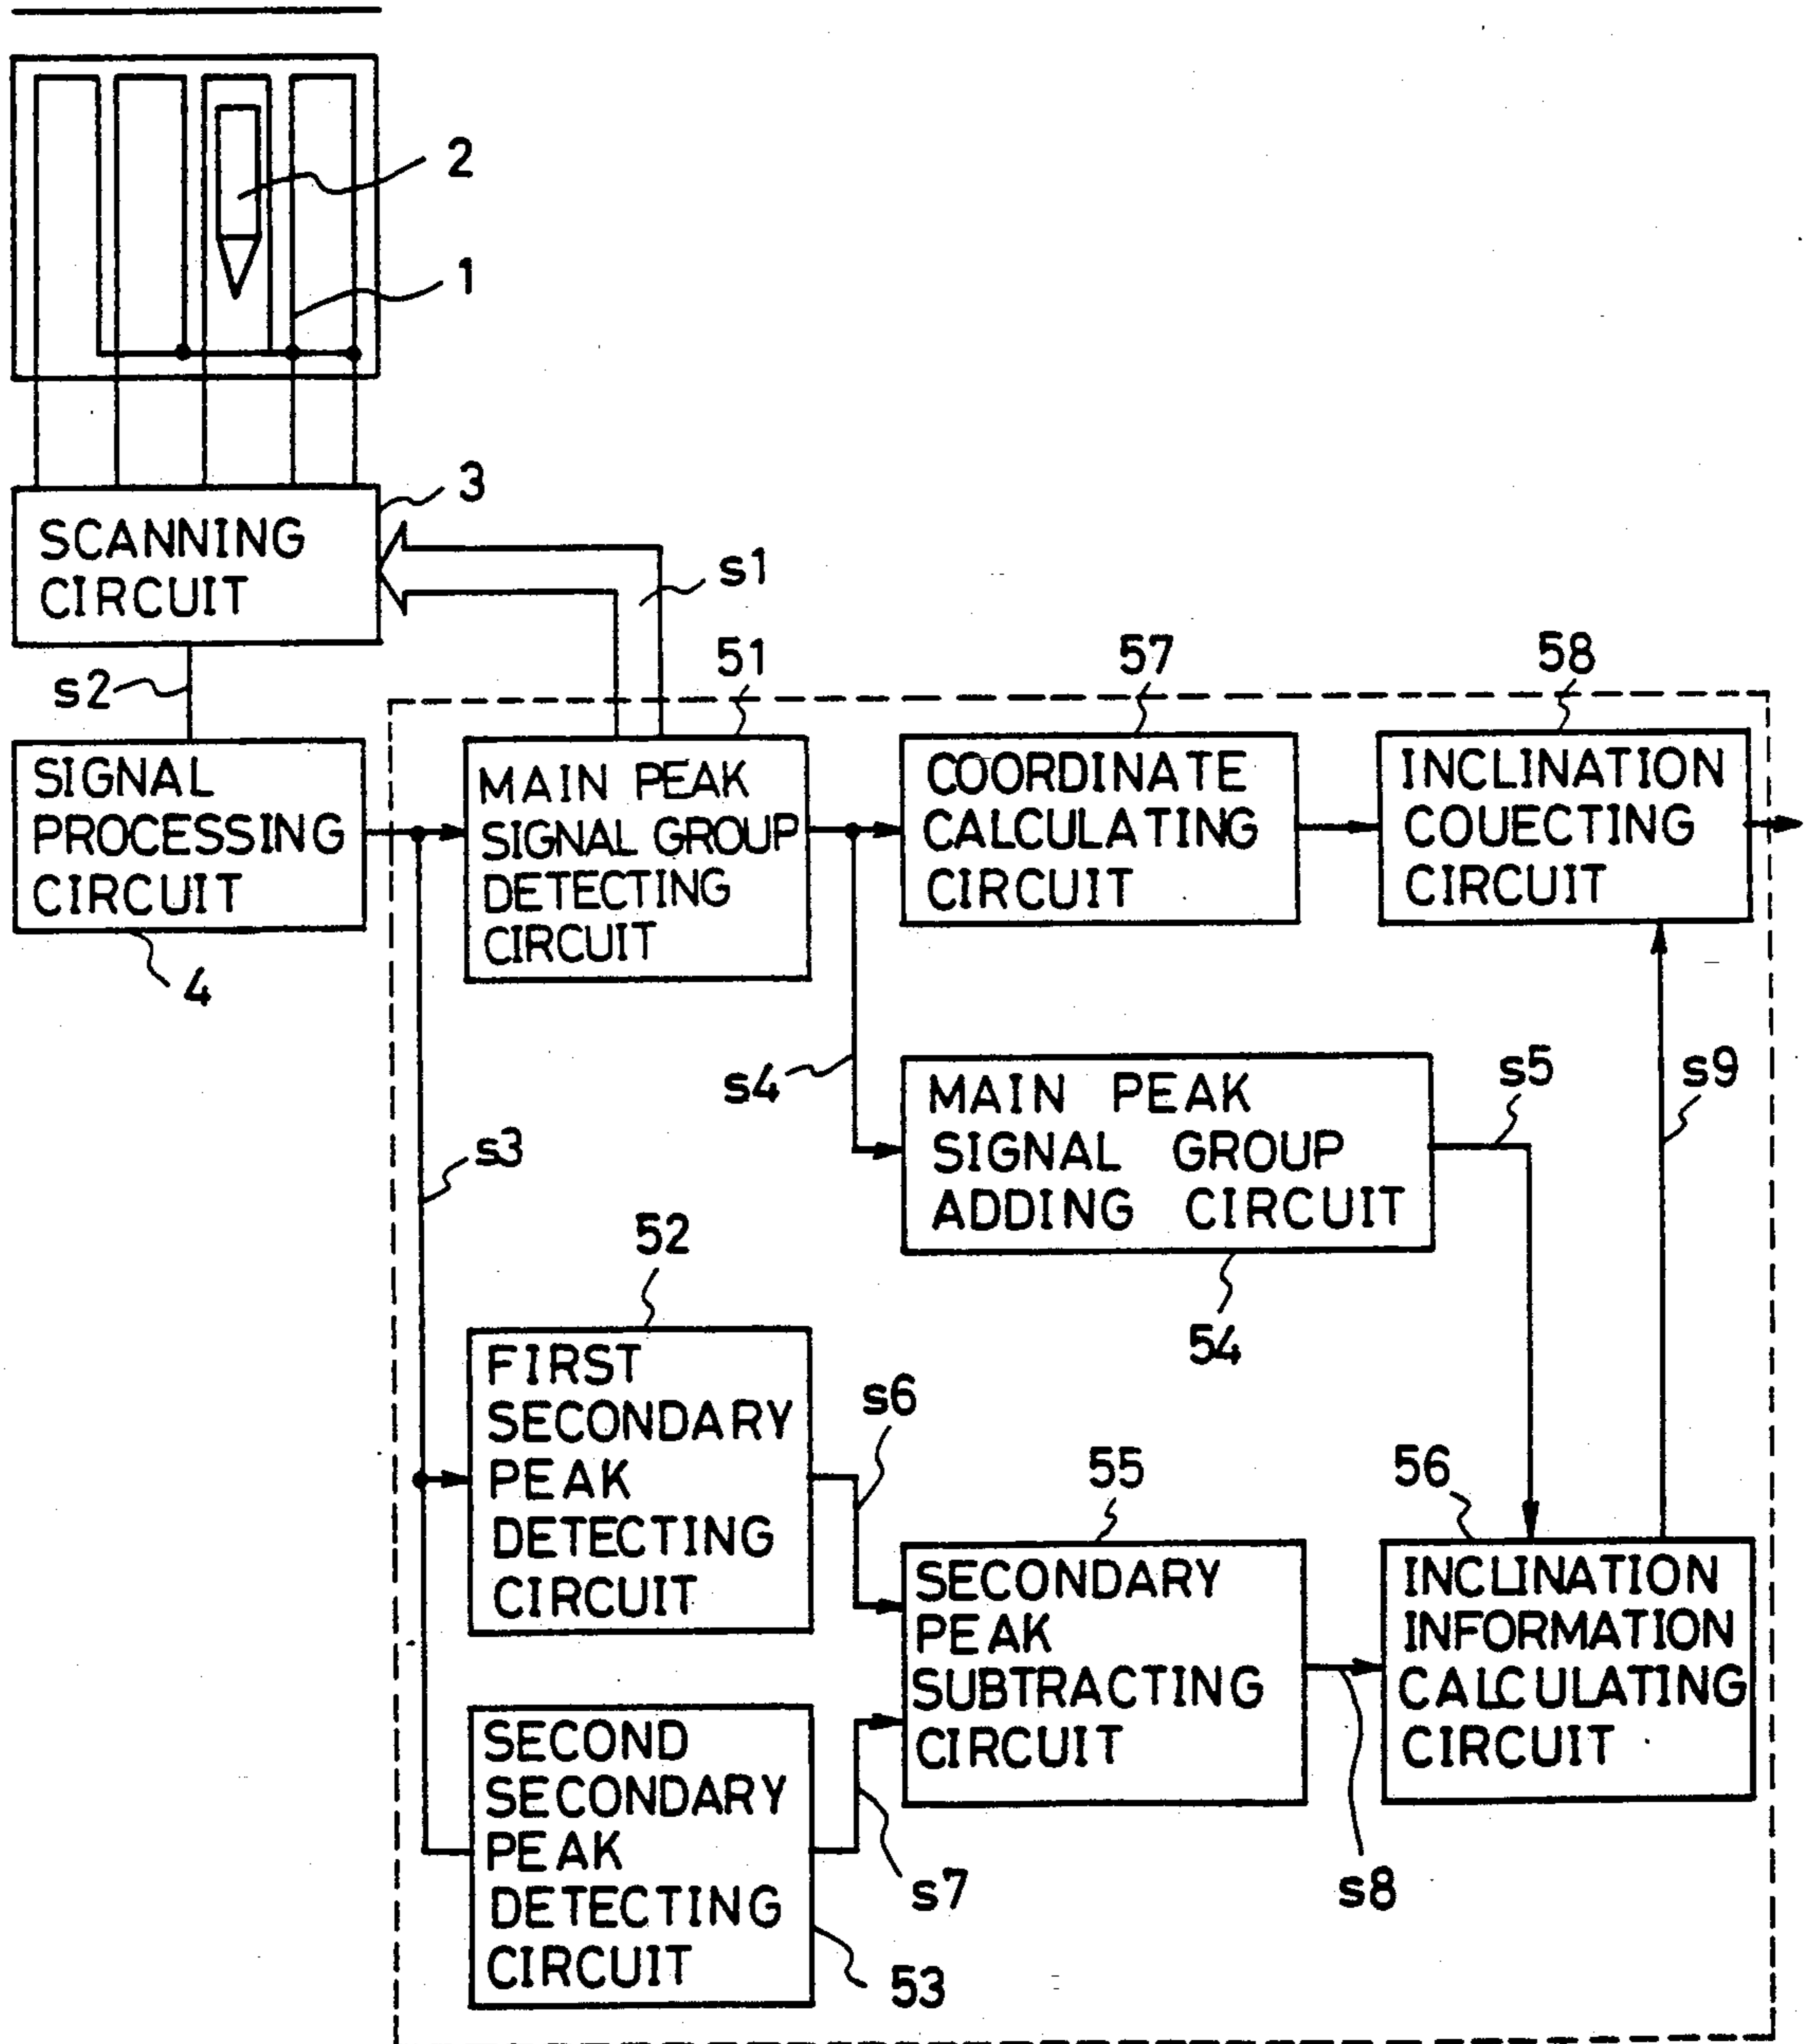 2
1
3
SCANNING
CIRCUIT
s1
s2
51
57
58
SIGNAL
PROCESSING
CIRCUIT
4
MAIN PEAK
SIGNAL GROUP
DETECTING
CIRCUIT
COORDINATE
CALCULATING
CIRCUIT
INCLINATION
COUECTING
CIRCUIT
s4
MAIN PEAK
SIGNAL GROUP
ADDING CIRCUIT
s5
s9
s3
54
52
FIRST
SECONDARY
PEAK
DETECTING
CIRCUIT
s6
55
56
SECONDARY
PEAK
SUBTRACTING
CIRCUIT
INCLINATION
INFORMATION
CALCULATING
CIRCUIT
SECOND
SECONDARY
PEAK
DETECTING
CIRCUIT
s7
s8
53